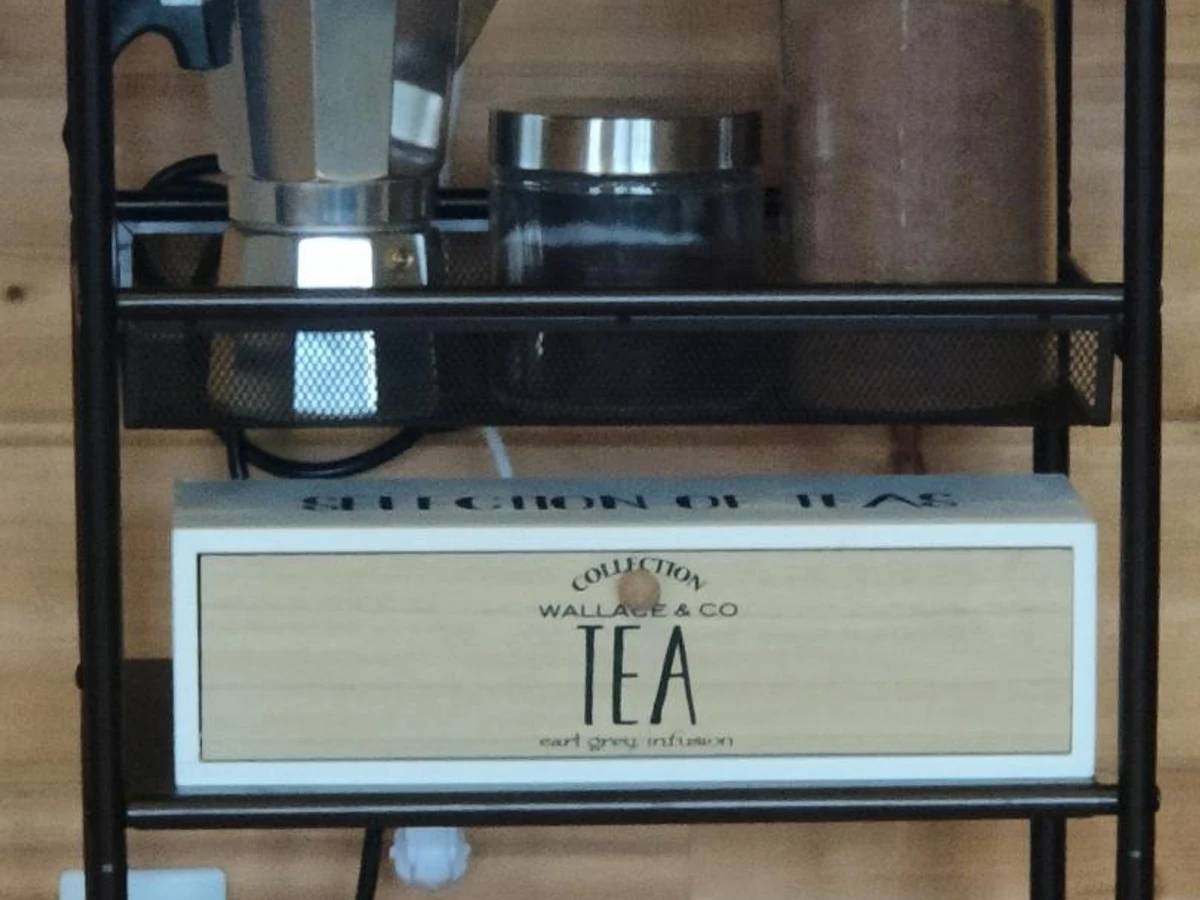 SELECTION OF TEAS
COLLECTION
WALLACE & CO
TEA
earl grey infusion